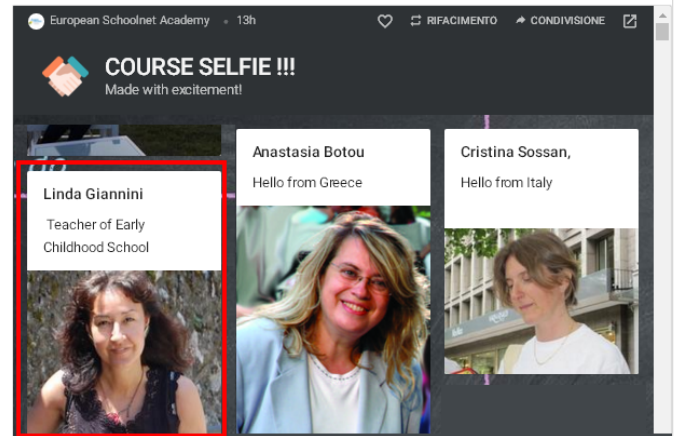 European Schoolnet Academy • 13h
RIFACIMENTO
CONDIVISIONE
COURSE SELFIE !!!
Made with excitement!
do
Linda Giannini
Teacher of Early
Childhood School
Anastasia Botou
Hello from Greece
Cristina Sossan,
Hello from Italy